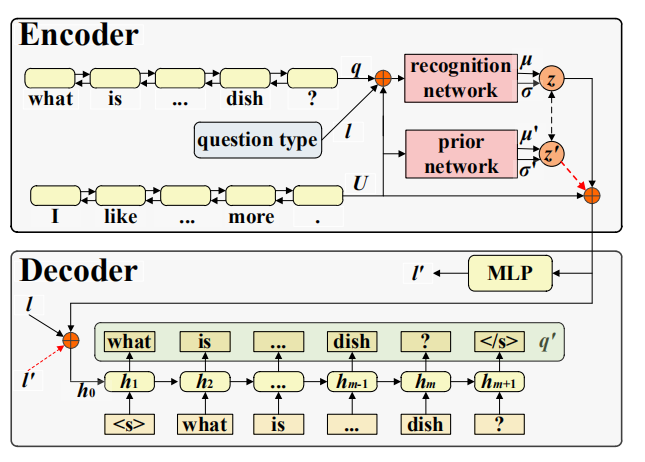 Encoder
what is ... dish ?
q
recognition network
μ
σ
z
question type
l
prior network
μ'
σ'
z'
I like ... more .
U
Decoder
l'
MLP
l
what is ... dish ? </s>
q'
l'
h0
h1 h2 ... hm-1 hm hm+1
<s> what is ... dish ?